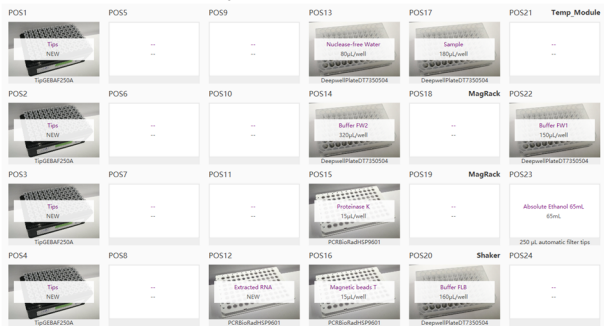 POS1 POS5 POS9 POS13 POS17 POS21 Temp_Module
Tips -- -- Nuclease-free Water Sample --
NEW -- -- 80μL/well 180μL/well --
TipGEBAF250A DeepwellPlateDT7350504 DeepwellPlateDT7350504
POS2 POS6 POS10 POS14 POS18 MagRack POS22
Tips -- -- Buffer FW2 -- Buffer FW1
NEW -- -- 320μL/well -- 150μL/well
TipGEBAF250A DeepwellPlateDT7350504 DeepwellPlateDT7350504
POS3 POS7 POS11 POS15 POS19 MagRack POS23
Tips -- -- Proteinase K -- Absolute Ethanol 65mL
NEW -- -- 15μL/well -- 65mL
TipGEBAF250A PCRBioRadHSP9601 250 μL automatic filter tips
POS4 POS8 POS12 POS16 POS20 Shaker POS24
Tips -- Extracted RNA Magnetic beads T Buffer FLB --
NEW -- NEW 15μL/well 160μL/well --
TipGEBAF250A PCRBioRadHSP9601 PCRBioRadHSP9601 DeepwellPlateDT7350504